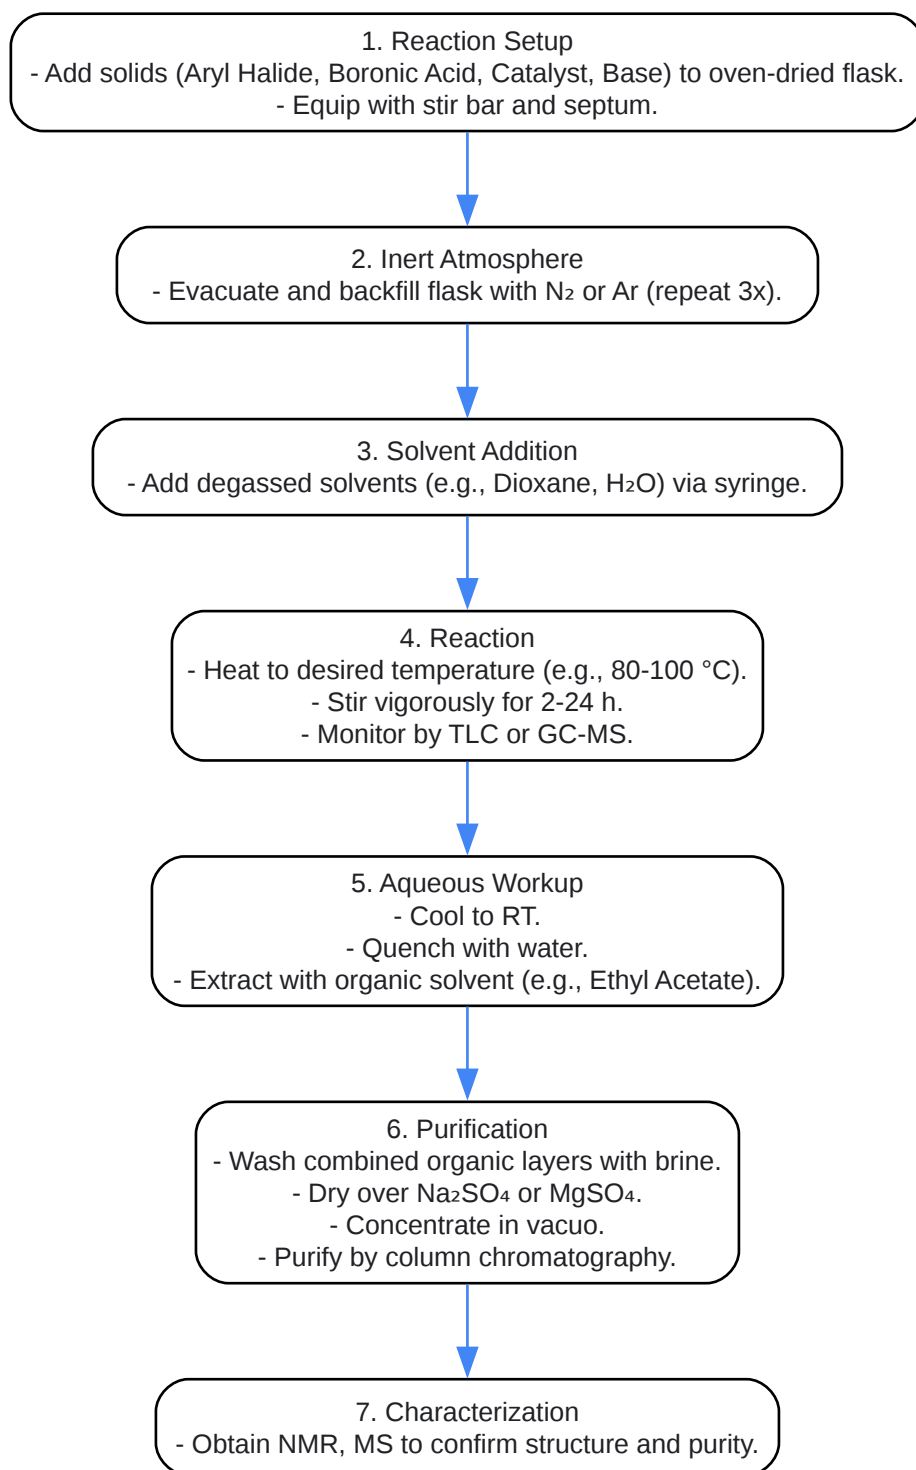 1. Reaction Setup
- Add solids (Aryl Halide, Boronic Acid, Catalyst, Base) to oven-dried flask.
- Equip with stir bar and septum.
2. Inert Atmosphere
- Evacuate and backfill flask with N₂ or Ar (repeat 3x).
3. Solvent Addition
- Add degassed solvents (e.g., Dioxane, H₂O) via syringe.
4. Reaction
- Heat to desired temperature (e.g., 80-100 °C).
- Stir vigorously for 2-24 h.
- Monitor by TLC or GC-MS.
5. Aqueous Workup
- Cool to RT.
- Quench with water.
- Extract with organic solvent (e.g., Ethyl Acetate).
6. Purification
- Wash combined organic layers with brine.
- Dry over Na₂SO₄ or MgSO₄.
- Concentrate in vacuo.
- Purify by column chromatography.
7. Characterization
- Obtain NMR, MS to confirm structure and purity.